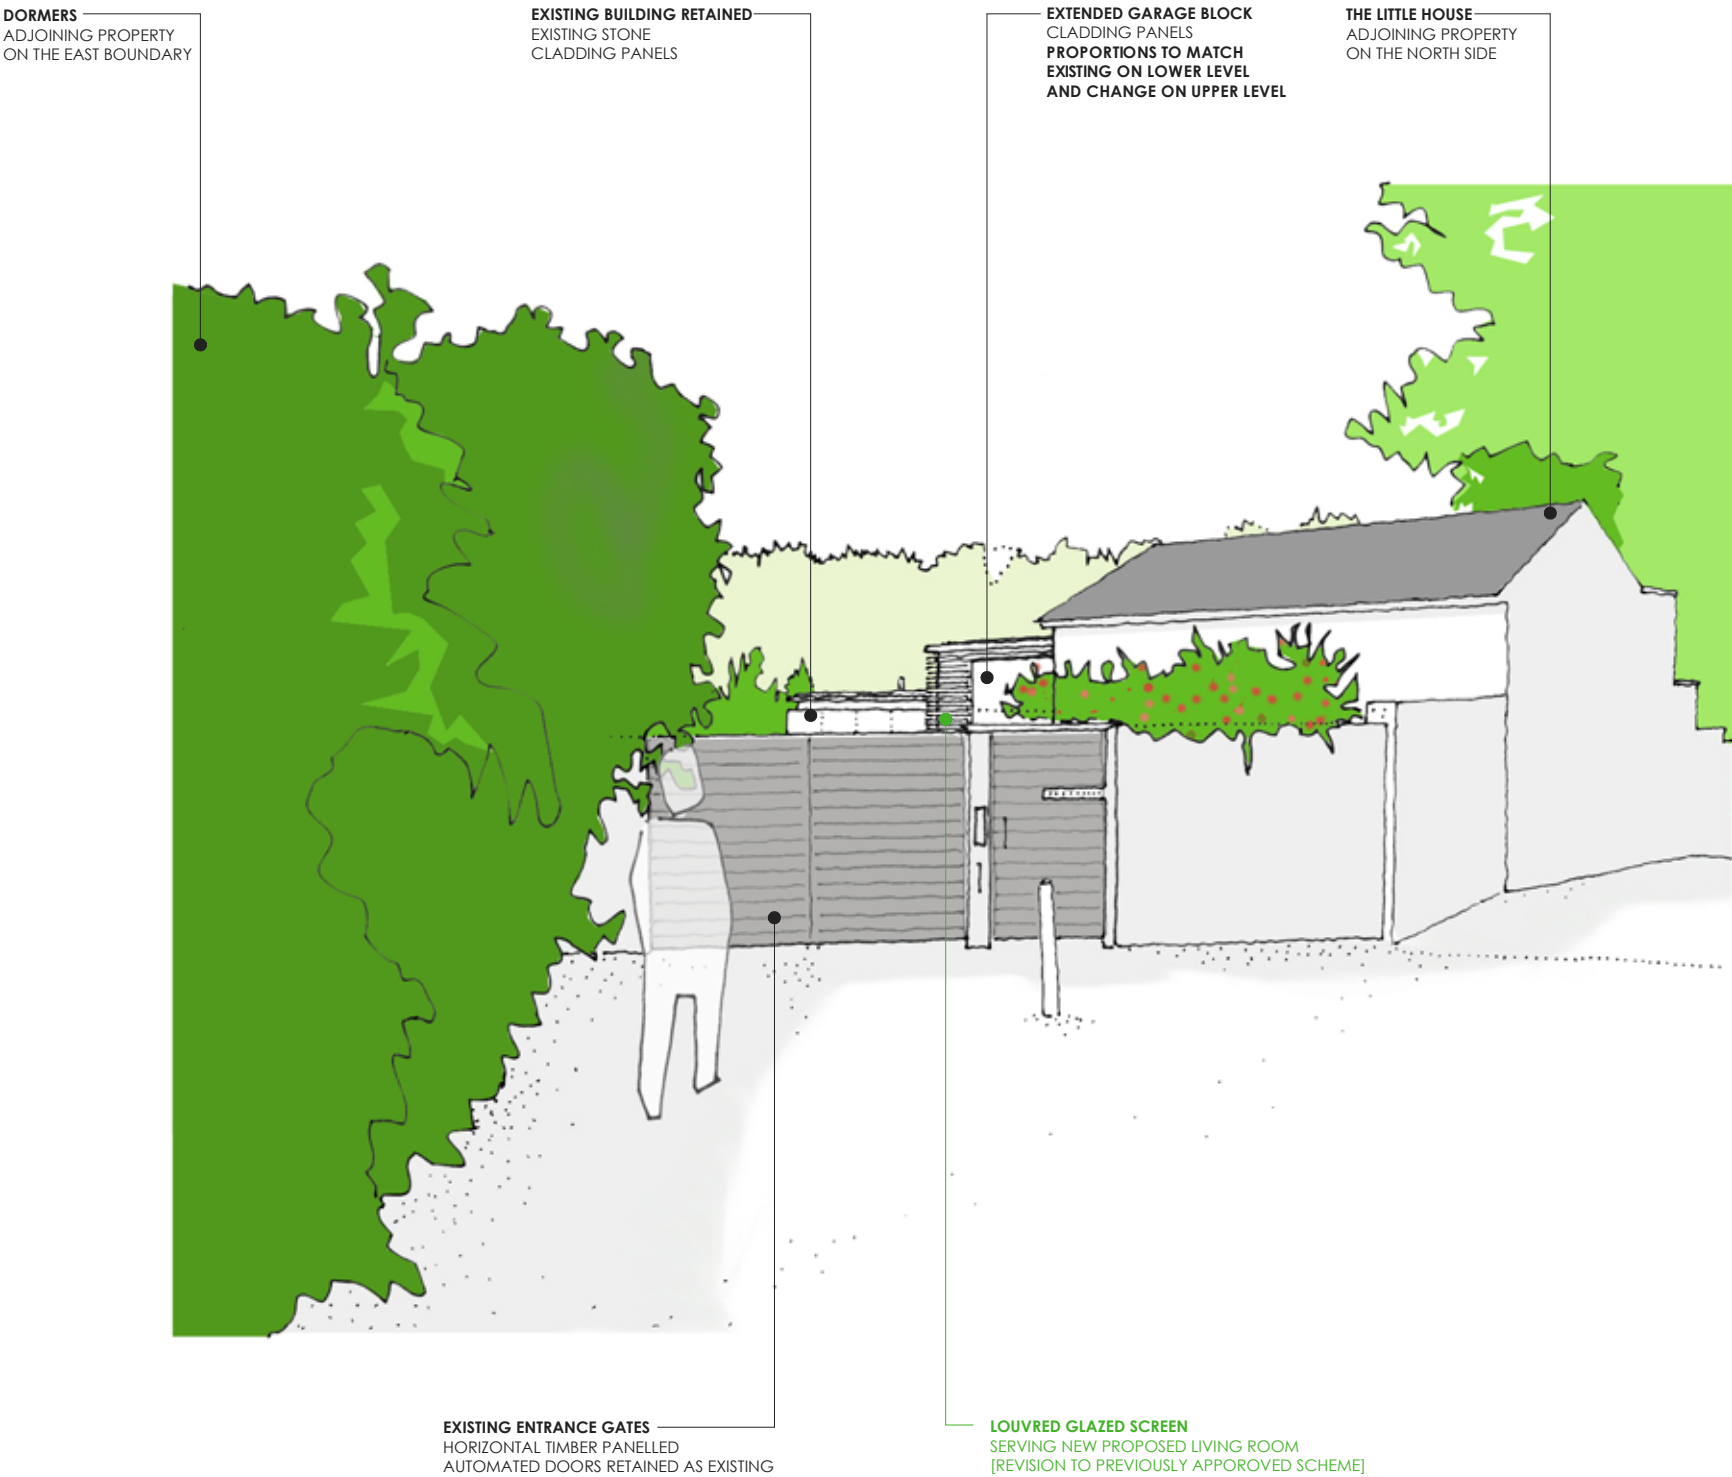 DORMERS
ADJOINING PROPERTY
ON THE EAST BOUNDARY
EXISTING BUILDING RETAINED
EXISTING STONE
CLADDING PANELS
EXTENDED GARAGE BLOCK
CLADDING PANELS
PROPORTIONS TO MATCH
EXISTING ON LOWER LEVEL
AND CHANGE ON UPPER LEVEL
THE LITTLE HOUSE
ADJOINING PROPERTY
ON THE NORTH SIDE
EXISTING ENTRANCE GATES
HORIZONTAL TIMBER PANELLED
AUTOMATED DOORS RETAINED AS EXISTING
LOUVRED GLAZED SCREEN
SERVING NEW PROPOSED LIVING ROOM
[REVISION TO PREVIOUSLY APPOROVED SCHEME]